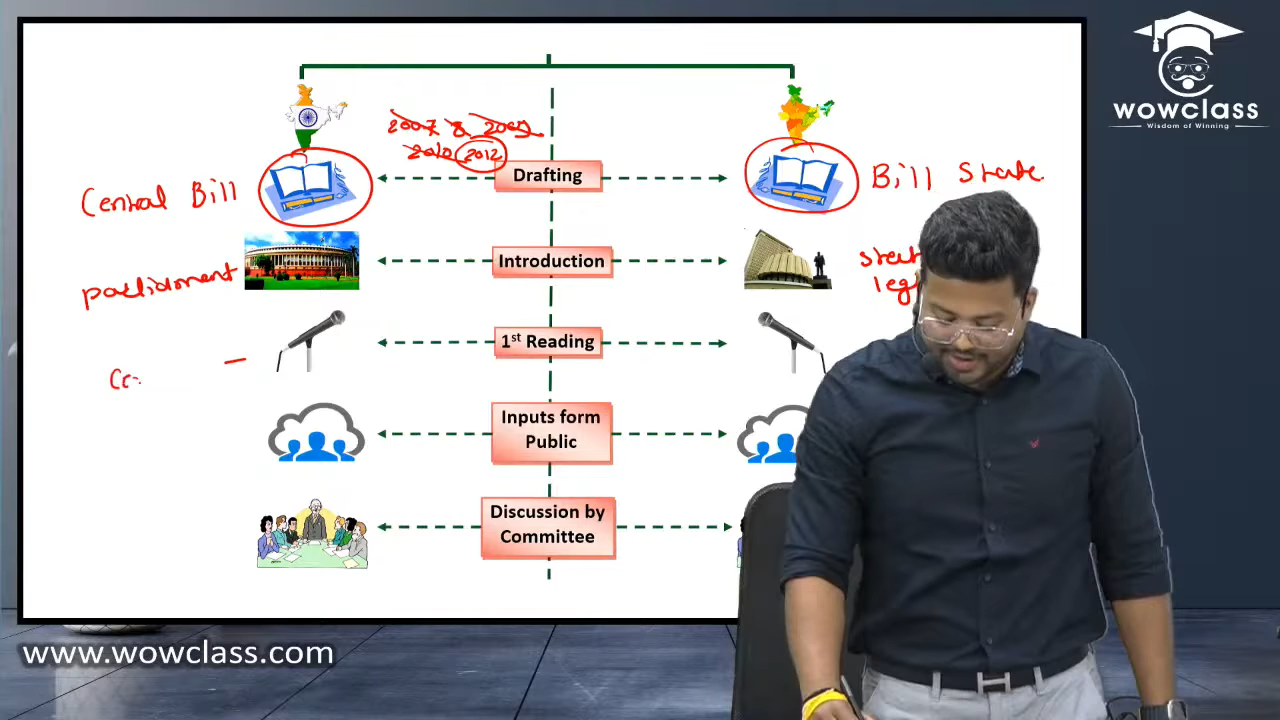 wowclass
Wisdom of Winning
2007 & 2009
2010 2012
Drafting
Central Bill
Bill State
Introduction
parliament
1st Reading
Inputs form
Public
Discussion by
Committee
www.wowclass.com